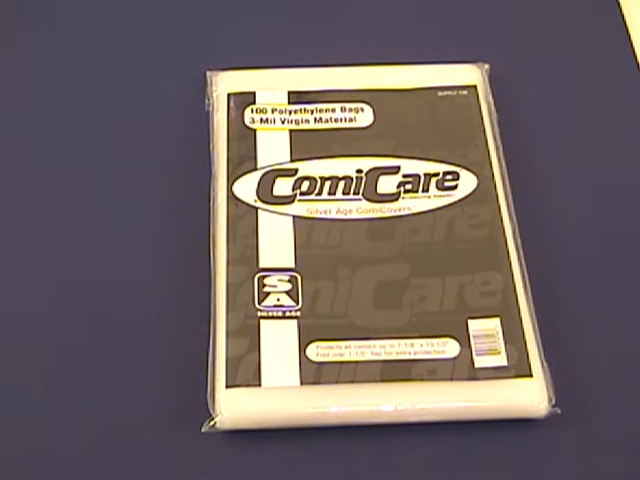 100 Polyethylene Bags
3-Mil Virgin Material
ComiCare
Silver Age ComiCovers
SA
SILVER AGE
Protects all comics up to 7-1/8" x 10-1/2"
Fold over 1-1/2" flap for extra protection